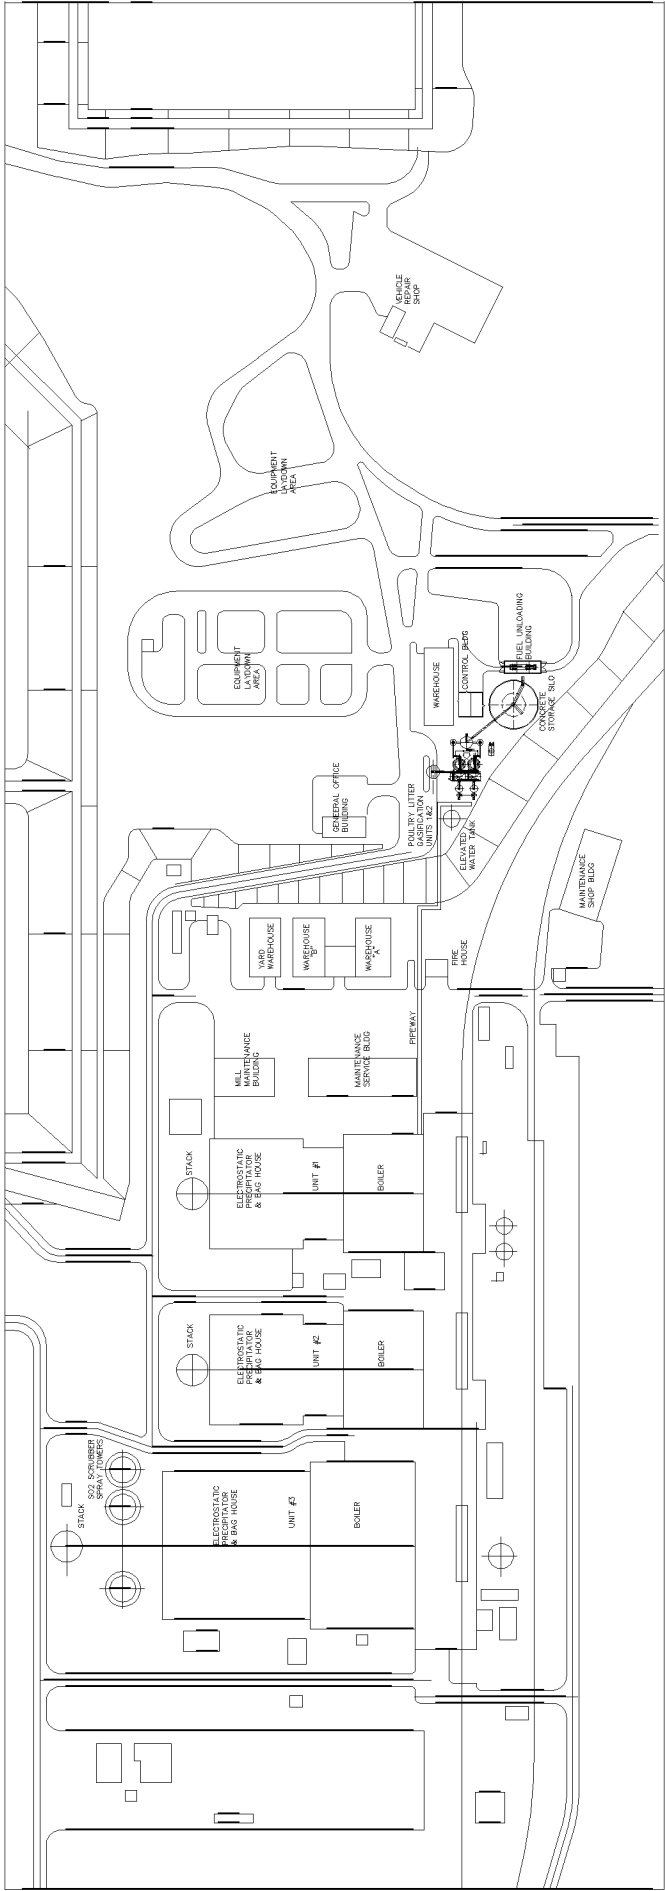 VEHICLE
REPAIR
SHOP
EQUIPMENT
LAYDOWN
AREA
EQUIPMENT
LAYDOWN
AREA
WAREHOUSE
CONTROL BLDG
FUEL UNLOADING
BUILDING
CONCRETE
STORAGE SILO
GENEERAL OFFICE
BUILDING
POULTRY LITTER
GASIFICATION
UNITS 1&2
ELEVATED
WATER TANK
MAINTENANCE
SHOP BLDG
YARD
WAREHOUSE
WAREHOUSE
"B"
WAREHOUSE
"A"
FIRE
HOUSE
PIPEWAY
MILL
MAINTENANCE
BUILDING
MAINTENANCE
SERVICE BLDG
STACK
ELECTROSTATIC
PRECIPITATOR
& BAG HOUSE
UNIT #1
BOILER
STACK
ELECTROSTATIC
PRECIPITATOR
& BAG HOUSE
UNIT #2
BOILER
SO2 SCRUBBER
SPRAY TOWERS
STACK
ELECTROSTATIC
PRECIPITATOR
& BAG HOUSE
UNIT #3
BOILER